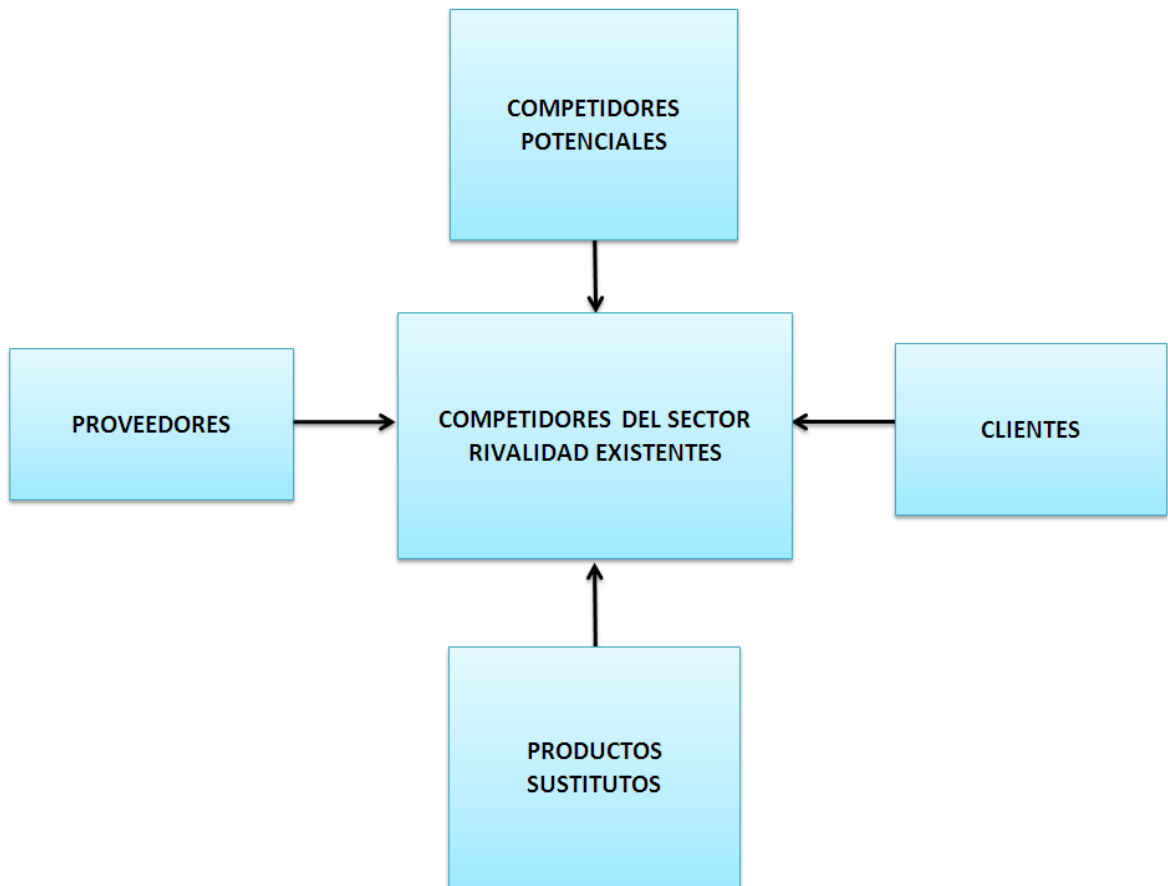 COMPETIDORES
POTENCIALES
PROVEEDORES
COMPETIDORES DEL SECTOR
RIVALIDAD EXISTENTES
CLIENTES
PRODUCTOS
SUSTITUTOS